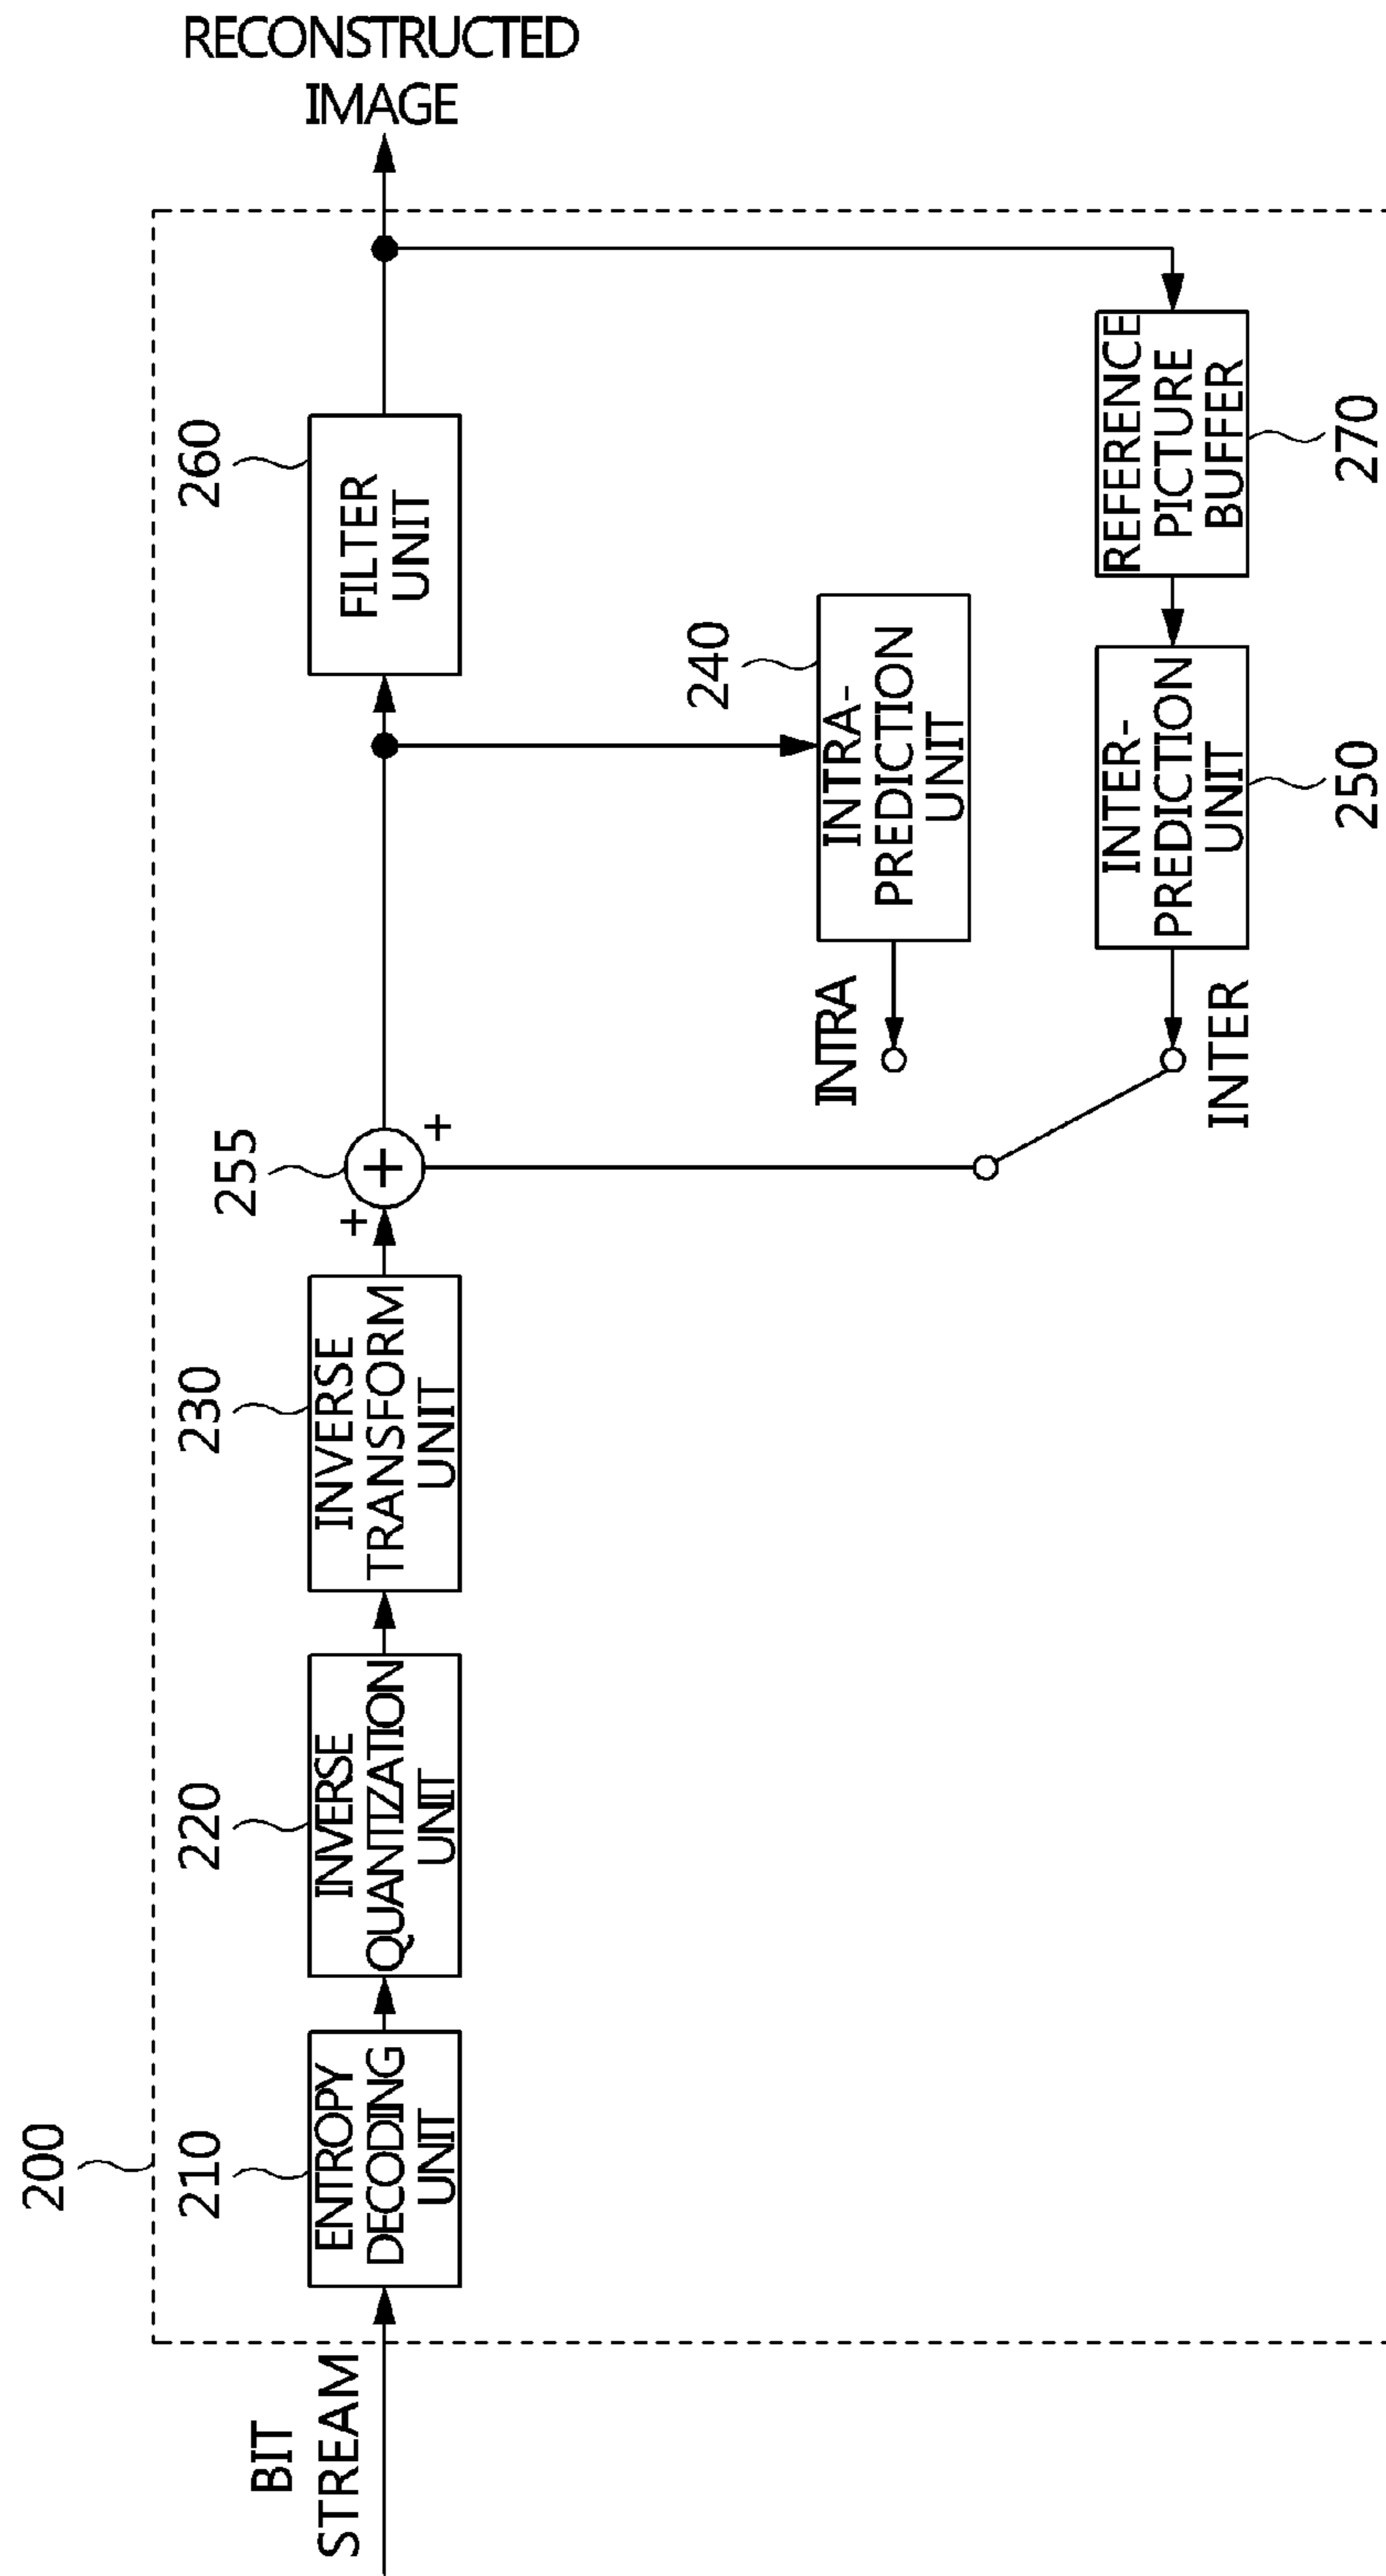 200
BIT
STREAM
210
ENTROPY
DECODING
UNIT
220
INVERSE
QUANTIZATION
UNIT
230
INVERSE
TRANSFORM
UNIT
255
+
+
+
260
FILTER
UNIT
RECONSTRUCTED
IMAGE
240
INTRA-
PREDICTION
UNIT
INTRA
INTER-
PREDICTION
UNIT
INTER
250
REFERENCE
PICTURE
BUFFER
270